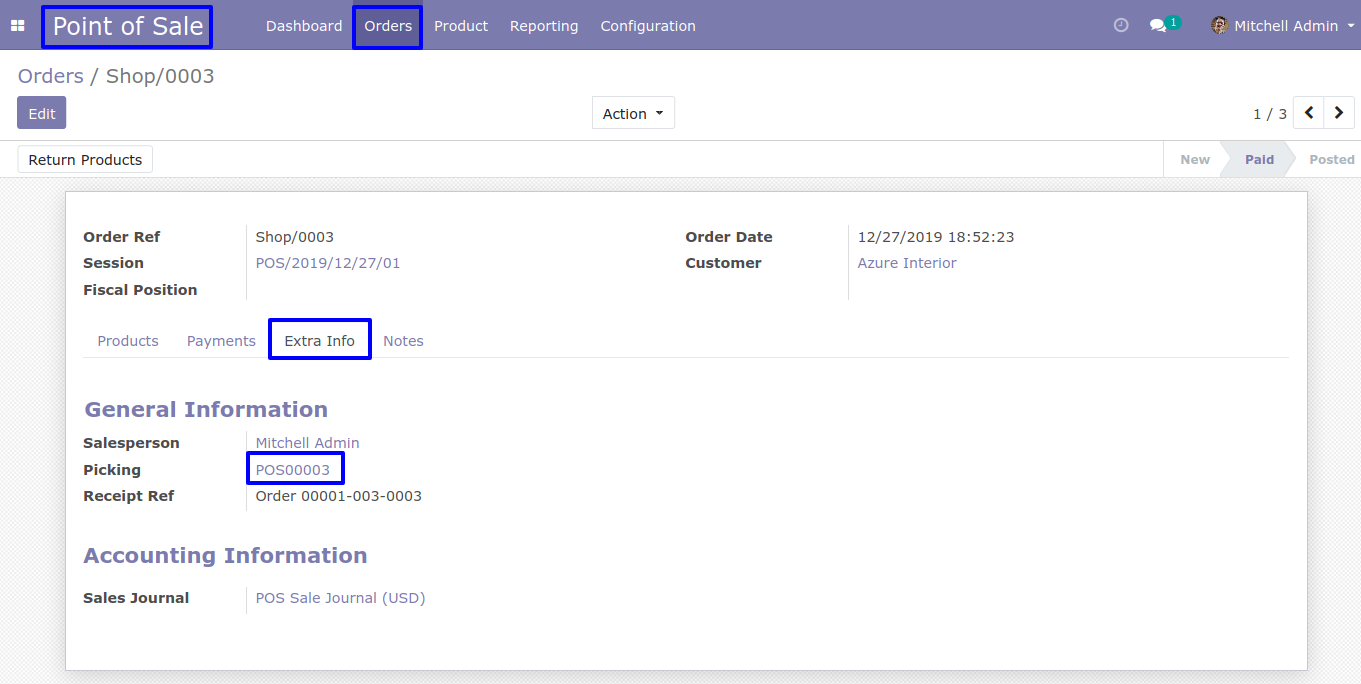 Point of Sale Dashboard Orders Product Reporting Configuration 1 Mitchell Admin
Orders / Shop/0003
Edit Action 1 / 3
Return Products New Paid Posted
Order Ref Shop/0003 Order Date 12/27/2019 18:52:23
Session POS/2019/12/27/01 Customer Azure Interior
Fiscal Position
Products Payments Extra Info Notes
General Information
Salesperson Mitchell Admin
Picking POS00003
Receipt Ref Order 00001-003-0003
Accounting Information
Sales Journal POS Sale Journal (USD)